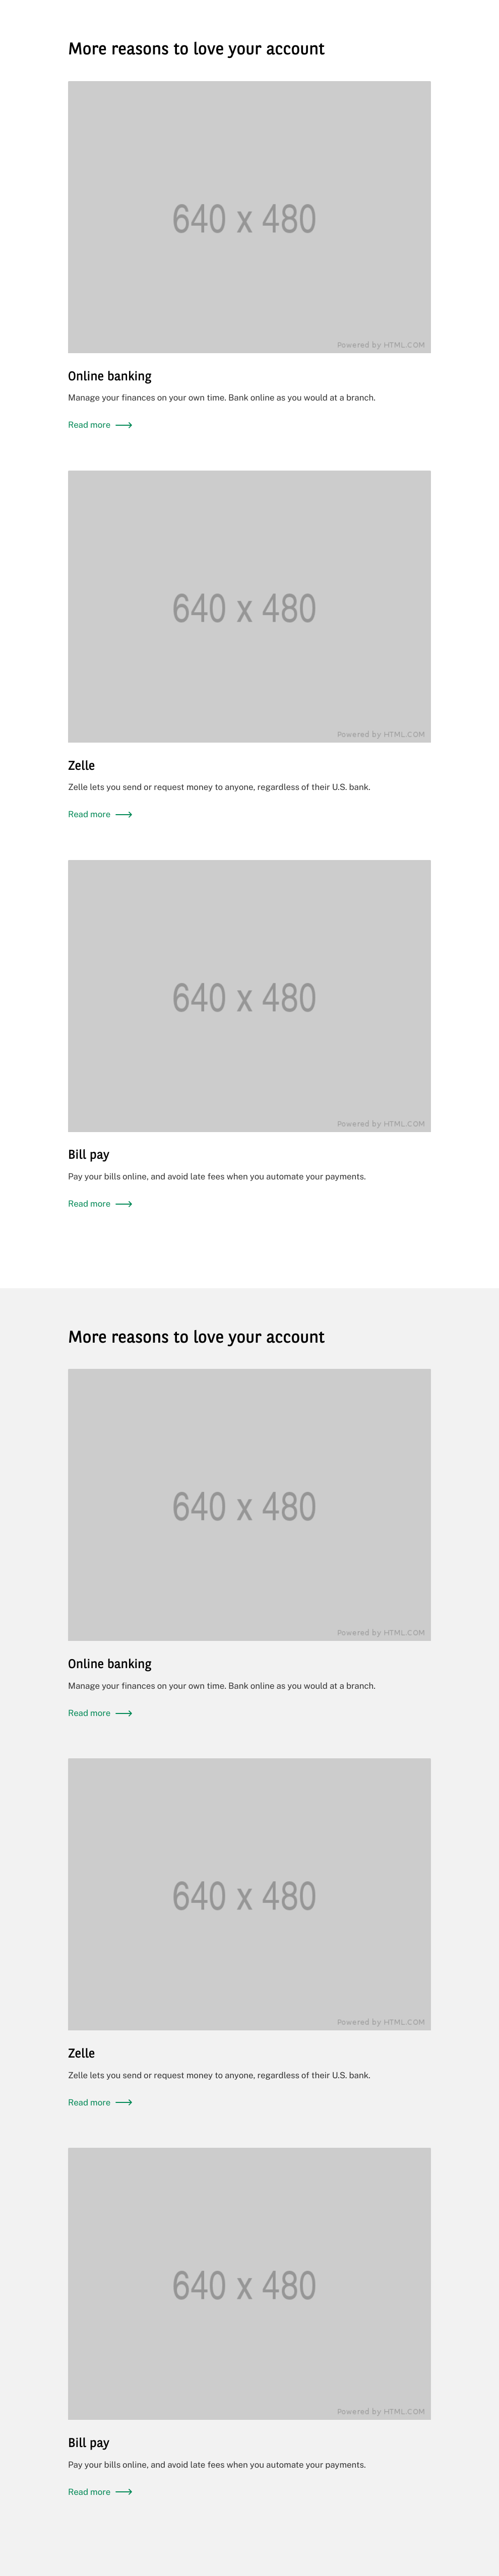 More reasons to love your account
640 x 480
Powered by HTML.COM
Online banking
Manage your finances on your own time. Bank online as you would at a branch.
Read more
640 x 480
Powered by HTML.COM
Zelle
Zelle lets you send or request money to anyone, regardless of their U.S. bank.
Read more
640 x 480
Powered by HTML.COM
Bill pay
Pay your bills online, and avoid late fees when you automate your payments.
Read more
More reasons to love your account
640 x 480
Powered by HTML.COM
Online banking
Manage your finances on your own time. Bank online as you would at a branch.
Read more
640 x 480
Powered by HTML.COM
Zelle
Zelle lets you send or request money to anyone, regardless of their U.S. bank.
Read more
640 x 480
Powered by HTML.COM
Bill pay
Pay your bills online, and avoid late fees when you automate your payments.
Read more